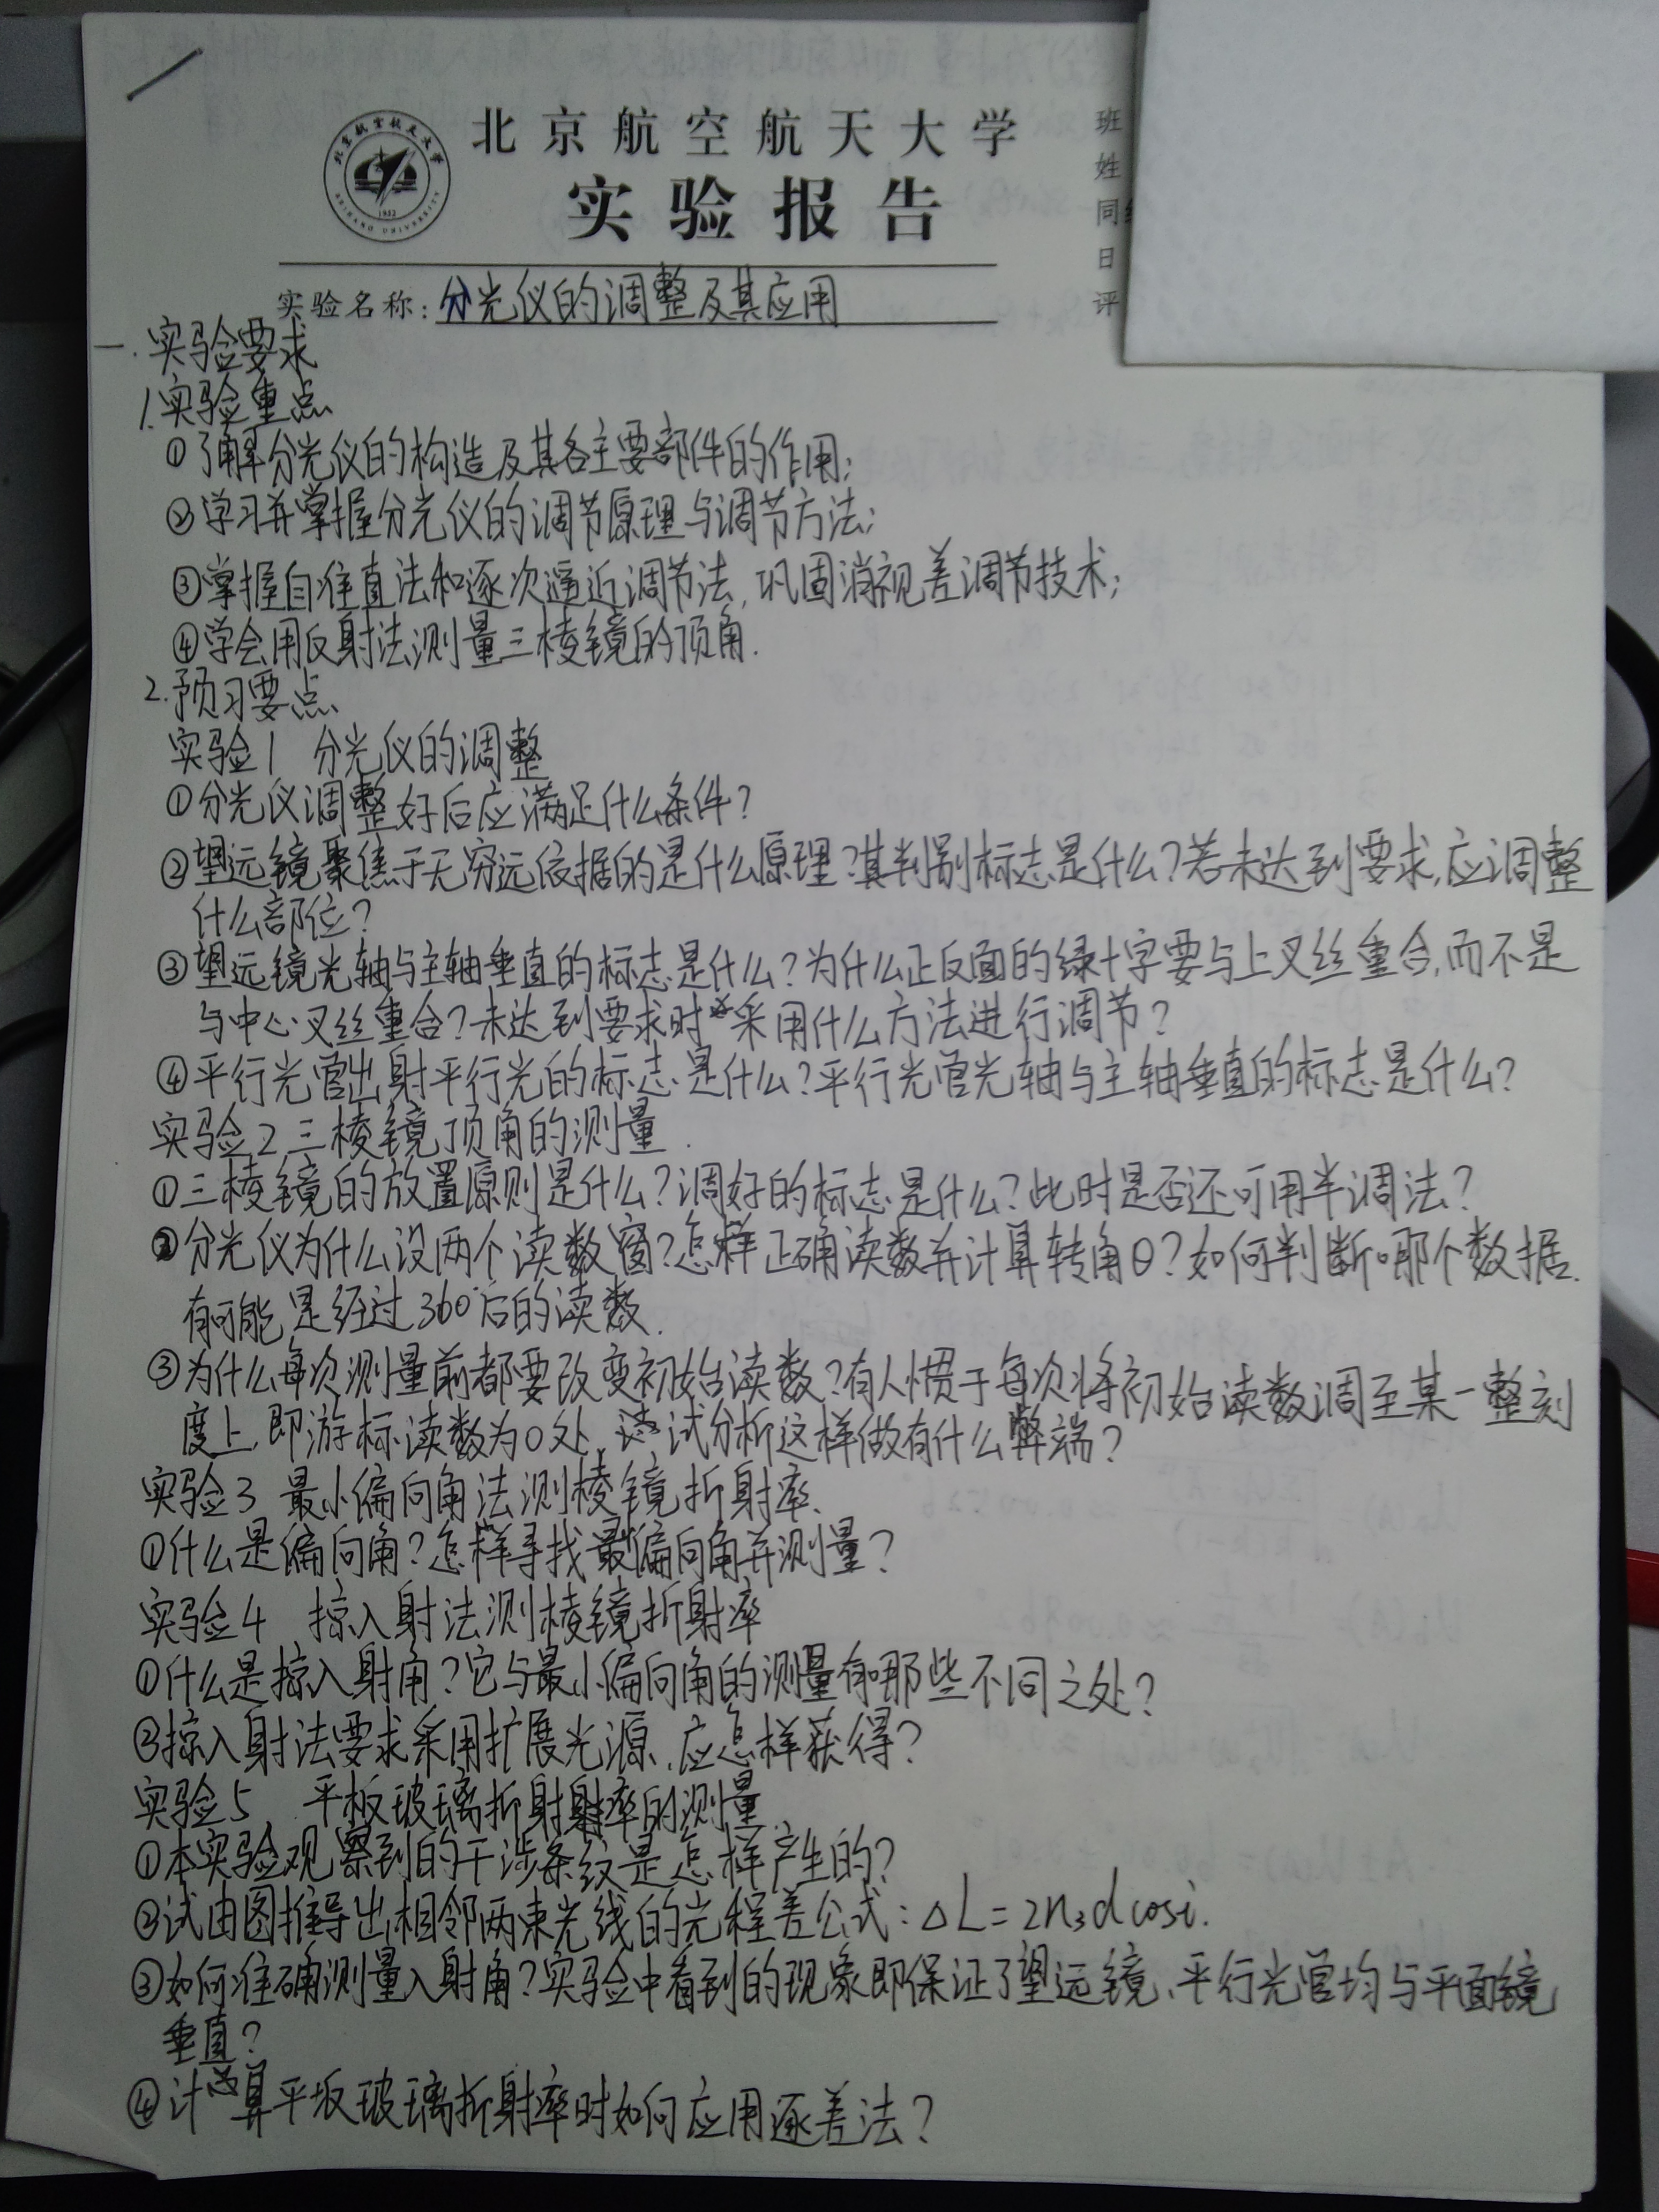 北京航空航天大学
实验报告
班
姓
同
日
评
北京航空航天大学
1952
BEIHANG UNIVERSITY
实验名称: 分光仪的调整及其应用
一. 实验要求
1.实验重点
①了解分光仪的构造及其各主要部件的作用;
②学习并掌握分光仪的调节原理与调节方法;
③掌握自准直法和逐次逼近调节法, 巩固消视差调节技术;
④学会用反射法测量三棱镜的顶角.
2.预习要点
实验1 分光仪的调整
①分光仪调整好后应满足什么条件?
②望远镜聚焦于无穷远依据的是什么原理?其判别标志是什么?若未达到要求,应调整
什么部位?
③望远镜光轴与主轴垂直的标志是什么?为什么正反面的绿十字要与上叉丝重合,而不是
与中心叉丝重合?未达到要求时采用什么方法进行调节?
④平行光管出射平行光的标志是什么?平行光管光轴与主轴垂直的标志是什么?
实验2 三棱镜顶角的测量.
①三棱镜的放置原则是什么?调好的标志是什么?此时是否还可用半调法?
②分光仪为什么设两个读数窗?怎样正确读数并计算转角θ?如何判断哪个数据
有可能是经过360°后的读数.
③为什么每次测量前都要改变初始读数?有人惯于每次将初始读数调至某一整刻
度上,即游标读数为0处, 试分析这样做有什么弊端?
实验3 最小偏向角法测棱镜折射率.
①什么是偏向角?怎样寻找最小偏向角并测量?
实验4 掠入射法测棱镜折射率
①什么是掠入射角?它与最小偏向角的测量有哪些不同之处?
②掠入射法要求采用扩展光源,应怎样获得?
实验5 平板玻璃折射射率的测量
①本实验观察到的干涉条纹是怎样产生的?
②试由图推导出相邻两束光线的光程差公式: ΔL=2n₃dcosi.
③如何准确测量入射角?实验中看到的现象即保证了望远镜、平行光管均与平面镜
垂直?
④计算平板玻璃折射率时如何应用逐差法?